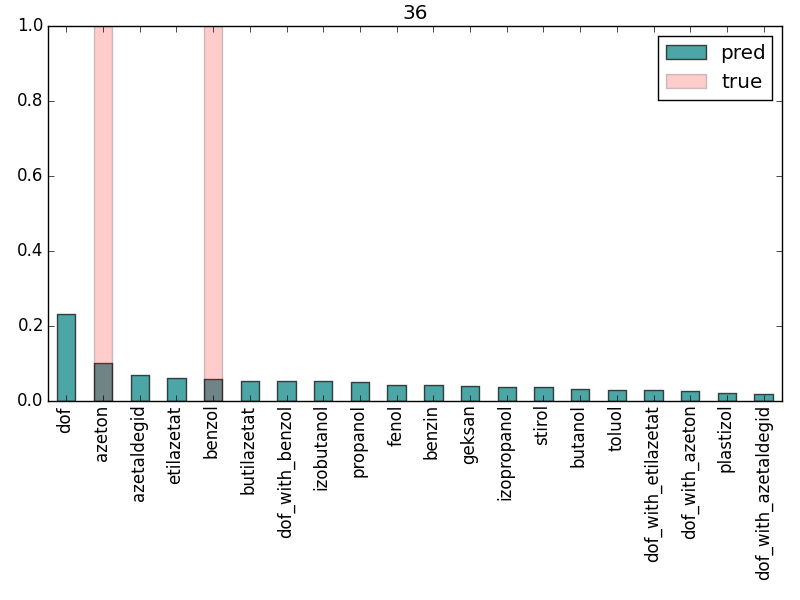 36
1.0
0.8
0.6
0.4
0.2
0.0
pred
true
dof
azeton
azetaldegid
etilazetat
benzol
butilazetat
dof_with_benzol
izobutanol
propanol
fenol
benzin
geksan
izopropanol
stirol
butanol
toluol
dof_with_etilazetat
dof_with_azeton
plastizol
dof_with_azetaldegid